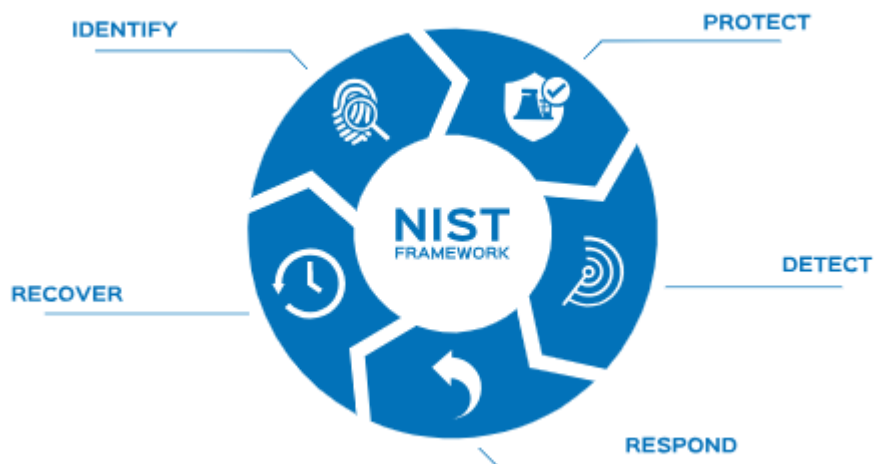 IDENTIFY
PROTECT
NIST
FRAMEWORK
DETECT
RECOVER
RESPOND